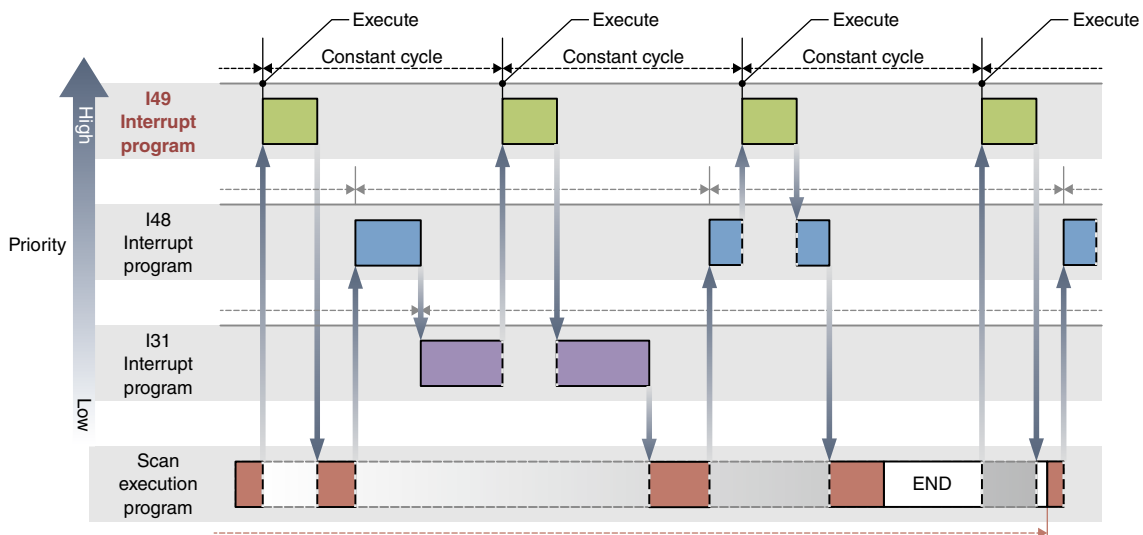 Execute
Execute
Execute
Execute
Constant cycle
Constant cycle
Constant cycle
High
I49
Interrupt
program
I48
Interrupt
program
Priority
I31
Interrupt
program
Low
Scan
execution
program
END